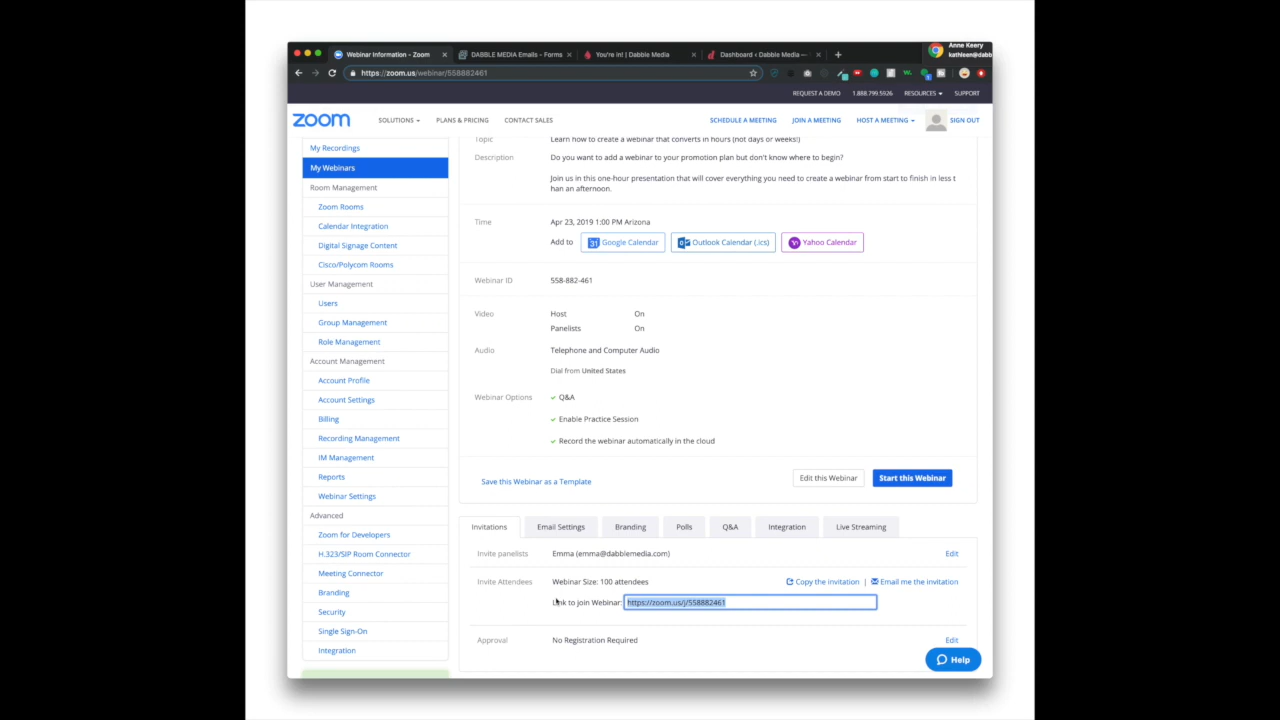 Webinar Information - Zoom
DABBLE MEDIA Emails - Forms
You're in! | Dabble Media
Dashboard ‹ Dabble Media —
Anne Keery
kathleen@dabb
https://zoom.us/webinar/558882461
REQUEST A DEMO 1.888.799.5926 RESOURCES SUPPORT
zoom
SOLUTIONS PLANS & PRICING CONTACT SALES
SCHEDULE A MEETING JOIN A MEETING HOST A MEETING SIGN OUT
My Recordings
My Webinars
Room Management
Zoom Rooms
Calendar Integration
Digital Signage Content
Cisco/Polycom Rooms
User Management
Users
Group Management
Role Management
Account Management
Account Profile
Account Settings
Billing
Recording Management
IM Management
Reports
Webinar Settings
Advanced
Zoom for Developers
H.323/SIP Room Connector
Meeting Connector
Branding
Security
Single Sign-On
Integration
Topic Learn how to create a webinar that converts in hours (not days or weeks!)
Description Do you want to add a webinar to your promotion plan but don't know where to begin?
Join us in this one-hour presentation that will cover everything you need to create a webinar from start to finish in less t
han an afternoon.
Time Apr 23, 2019 1:00 PM Arizona
Add to Google Calendar Outlook Calendar (.ics) Yahoo Calendar
Webinar ID 558-882-461
Video Host On
Panelists On
Audio Telephone and Computer Audio
Dial from United States
Webinar Options Q&A
Enable Practice Session
Record the webinar automatically in the cloud
Save this Webinar as a Template Edit this Webinar Start this Webinar
Invitations Email Settings Branding Polls Q&A Integration Live Streaming
Invite panelists Emma (emma@dabblemedia.com) Edit
Invite Attendees Webinar Size: 100 attendees Copy the invitation | Email me the invitation
Link to join Webinar: https://zoom.us/j/558882461
Approval No Registration Required Edit
Help